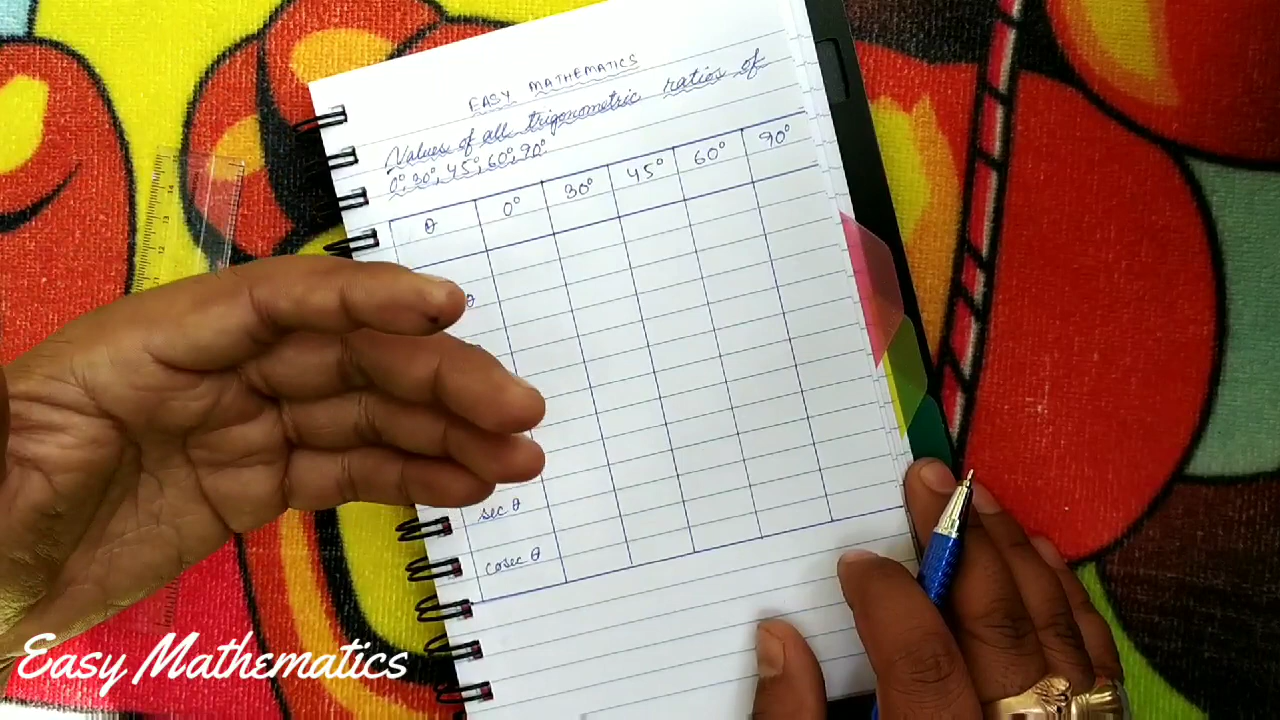 EASY MATHEMATICS
Values of all trigonometric ratios of
0°, 30°, 45°, 60°, 90°
θ 0° 30° 45° 60° 90°
θ
sec θ
cosec θ
Easy Mathematics